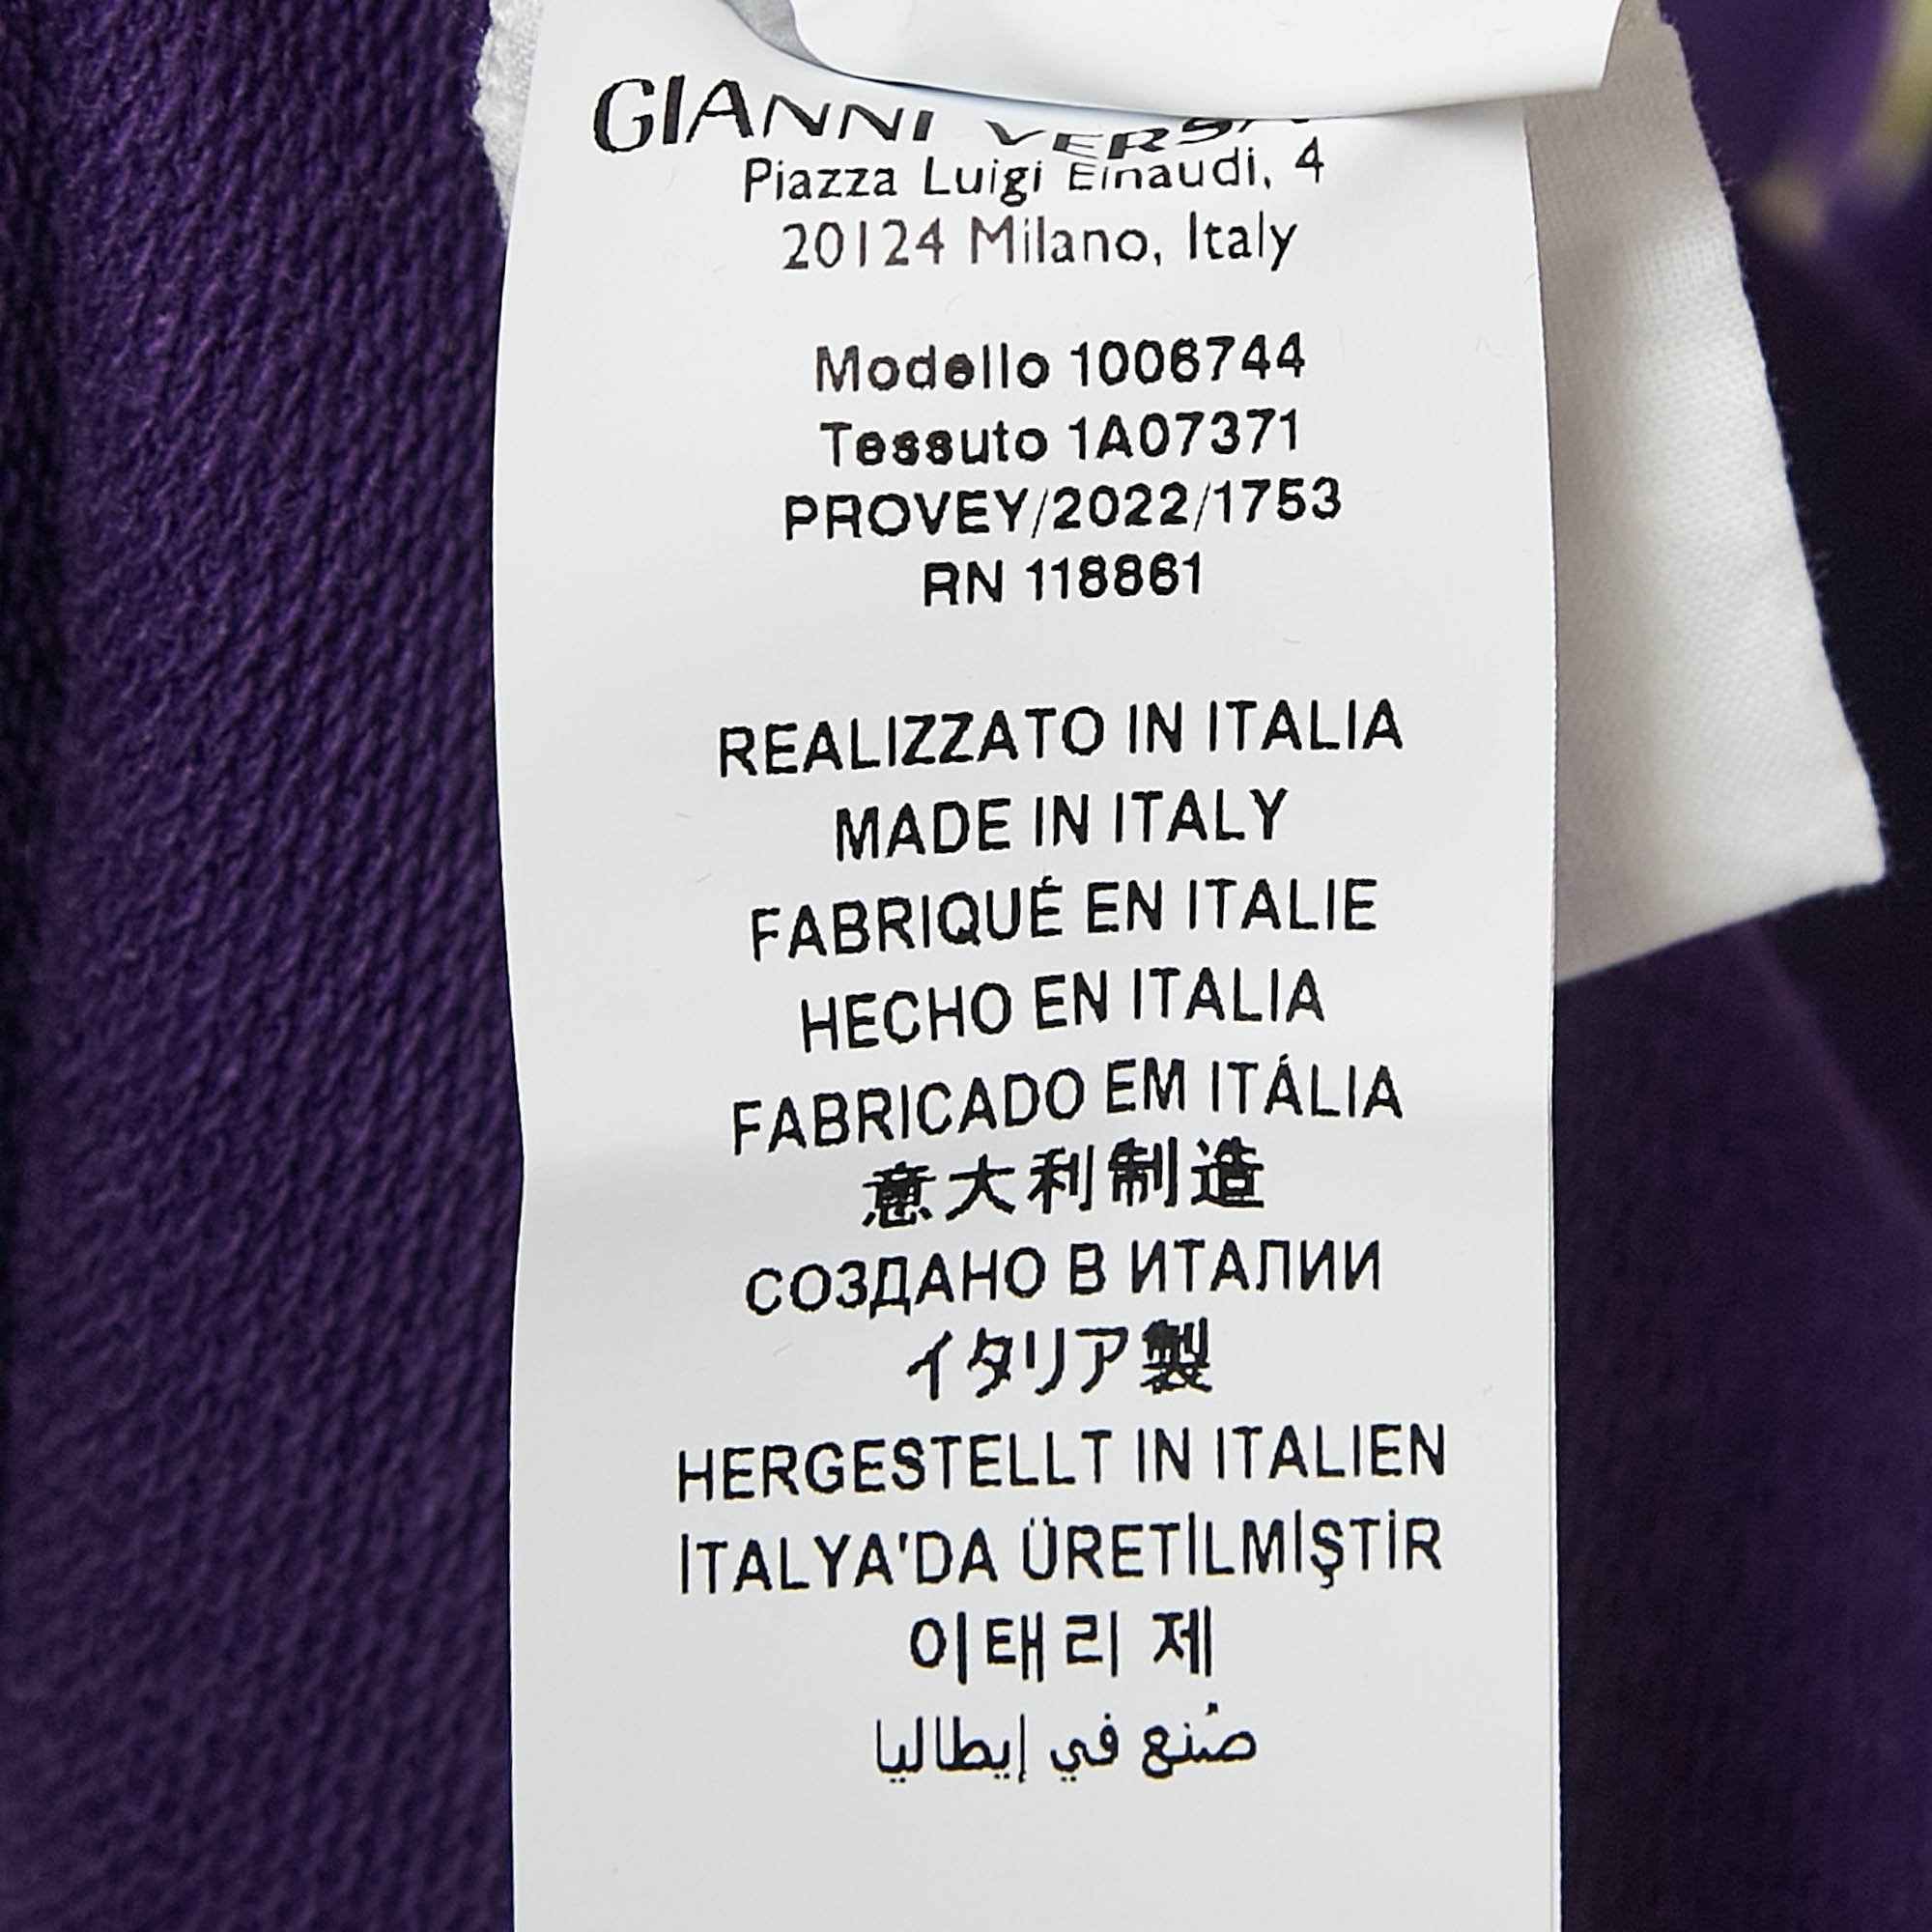 GIANNI
Piazza Luigi Einaudi, 4
20124 Milano, Italy
Modello 1006744
Tessuto 1A07371
PROVEY/2022/1753
RN 118861
REALIZZATO IN ITALIA
MADE IN ITALY
FABRIQUÉ EN ITALIE
HECHO EN ITALIA
FABRICADO EM ITÁLIA
意大利制造
СОЗДАНО В ИТАЛИИ
イタリア製
HERGESTELLT IN ITALIEN
İTALYA'DA ÜRETİLMİŞTİR
이태리 제
صُنع في إيطاليا